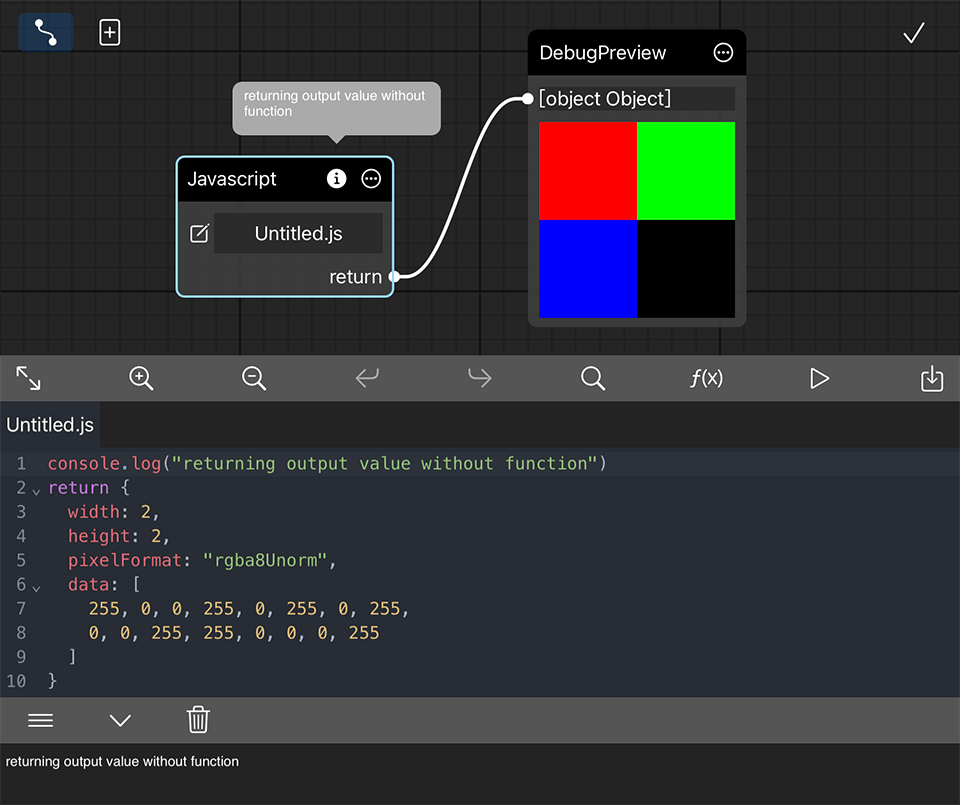 DebugPreview
[object Object]
returning output value without
function
Javascript
Untitled.js
return
f(x)
Untitled.js
1 console.log("returning output value without function")
2 return {
3 width: 2,
4 height: 2,
5 pixelFormat: "rgba8Unorm",
6 data: [
7 255, 0, 0, 255, 0, 255, 0, 255,
8 0, 0, 255, 255, 0, 0, 0, 255
9 ]
10 }
returning output value without function